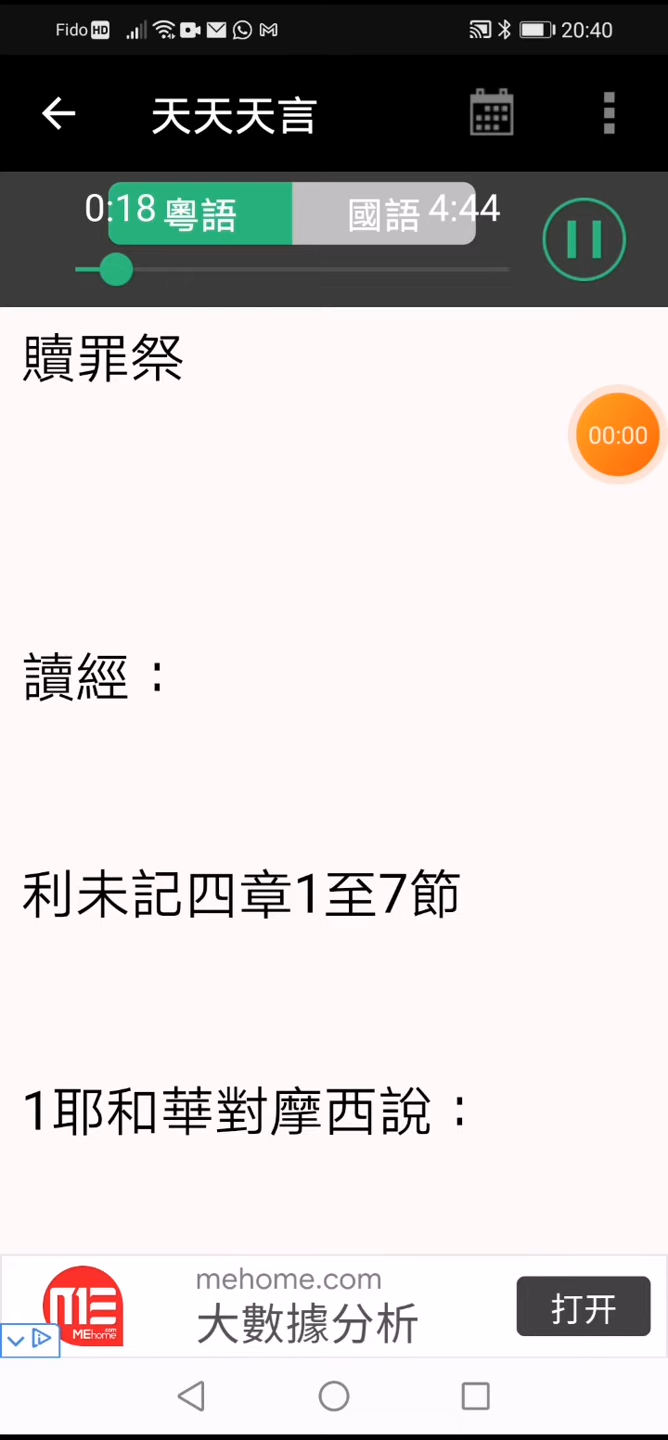 Fido HD 20:40
天天天言
0:18 粵語 國語 4:44
贖罪祭
00:00
讀經：
利未記四章1至7節
1耶和華對摩西說：
mehome.com
大數據分析
打开
MEhome.com